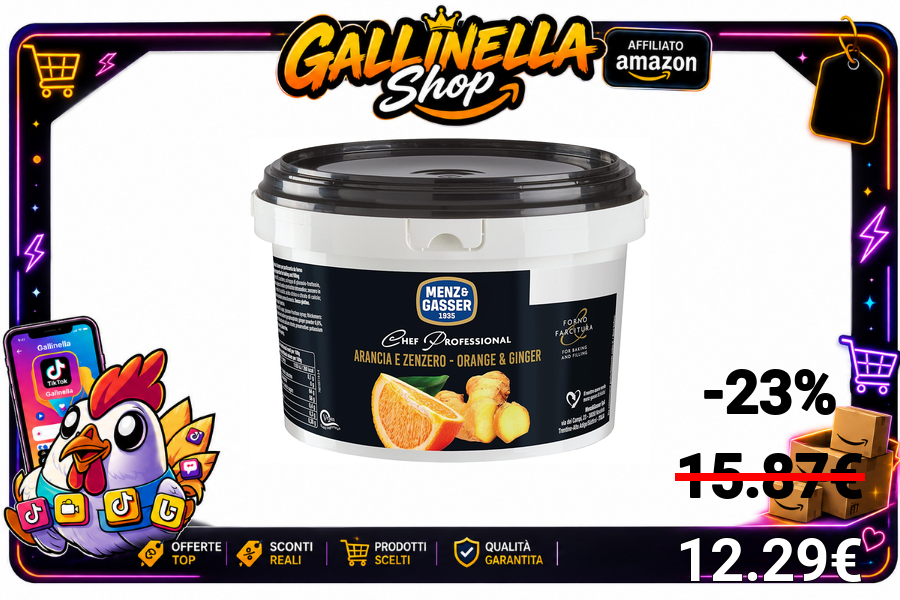 GALLINELLA
Shop
AFFILIATO
amazon
MENZ&
GASSER
1935
CHEF PROFESSIONAL
ARANCIA E ZENZERO - ORANGE & GINGER
FORNO
&
FARCITURA
FOR BAKING
AND FILLING
Gallinella
TikTok
Gallinella
-23%
15.87€
12.29€
OFFERTE
TOP
SCONTI
REALI
PRODOTTI
SCELTI
QUALITÀ
GARANTITA